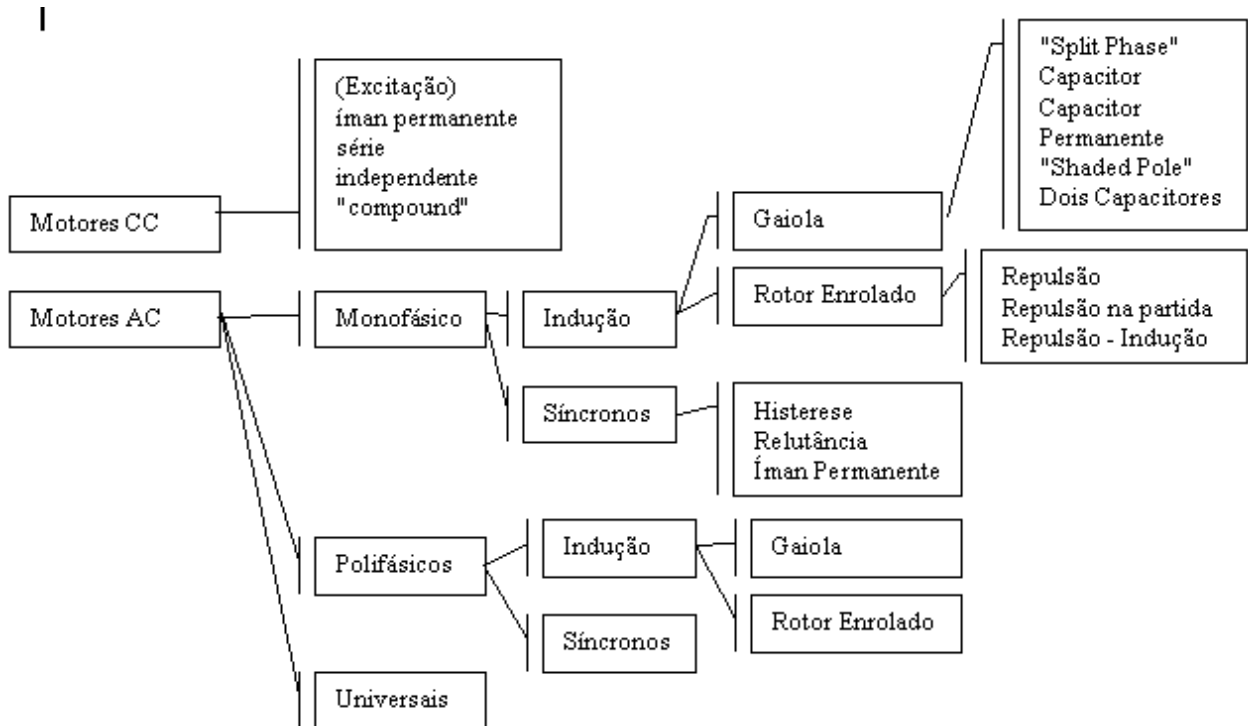 (Excitação)
íman permanente
série
independente
"compound"
Motores CC
Motores AC
Monofásico
Indução
Gaiola
"Split Phase"
Capacitor
Capacitor
Permanente
"Shaded Pole"
Dois Capacitores
Rotor Enrolado
Repulsão
Repulsão na partida
Repulsão - Indução
Síncronos
Histerese
Relutância
Íman Permanente
Polifásicos
Indução
Gaiola
Rotor Enrolado
Síncronos
Universais